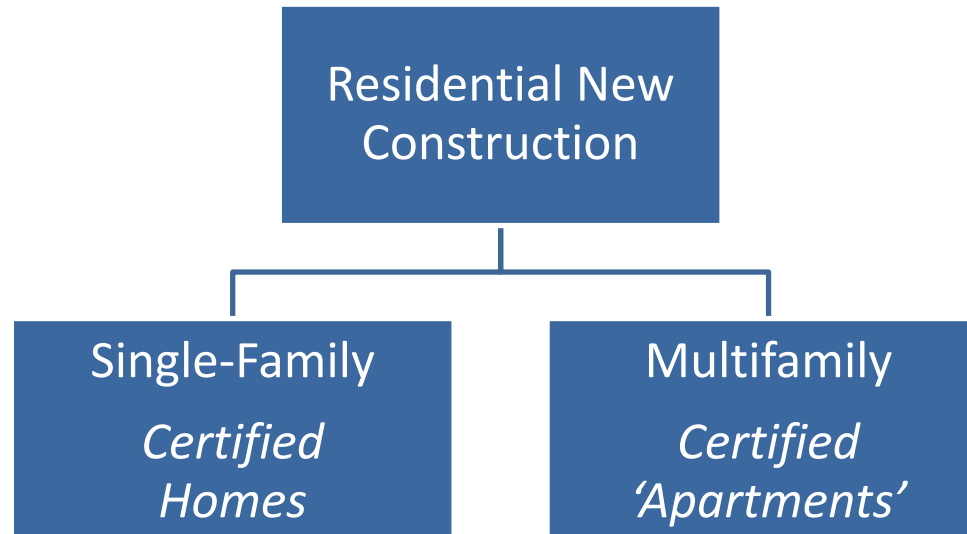 Residential New
Construction
Single-Family
Certified
Homes
Multifamily
Certified
‘Apartments’